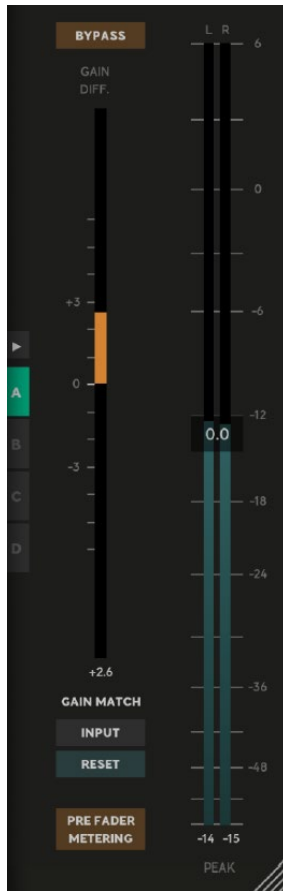 BYPASS
L R
6
GAIN
DIFF.
0
+3
-6
▶
A
0
-12
0.0
B
-3
C
-18
D
-24
+2.6
-36
GAIN MATCH
INPUT
RESET
-48
PRE FADER
METERING
-14 -15
PEAK